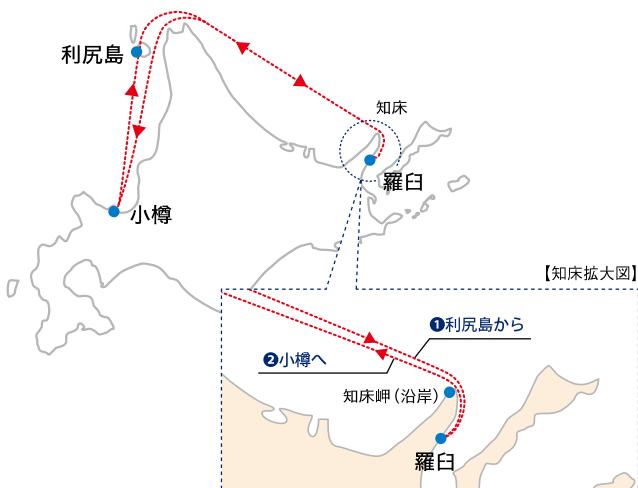 利尻島
知床
羅臼
小樽
【知床拡大図】
❶利尻島から
❷小樽へ
知床岬（沿岸）
羅臼